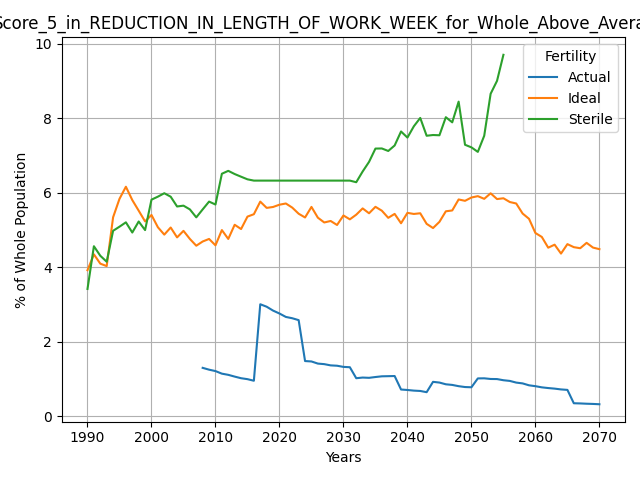 Score_5_in_REDUCTION_IN_LENGTH_OF_WORK_WEEK_for_Whole_Above_Avera
10
8
6
4
2
0
% of Whole Population
Fertility
Actual
Ideal
Sterile
1990 2000 2010 2020 2030 2040 2050 2060 2070
Years